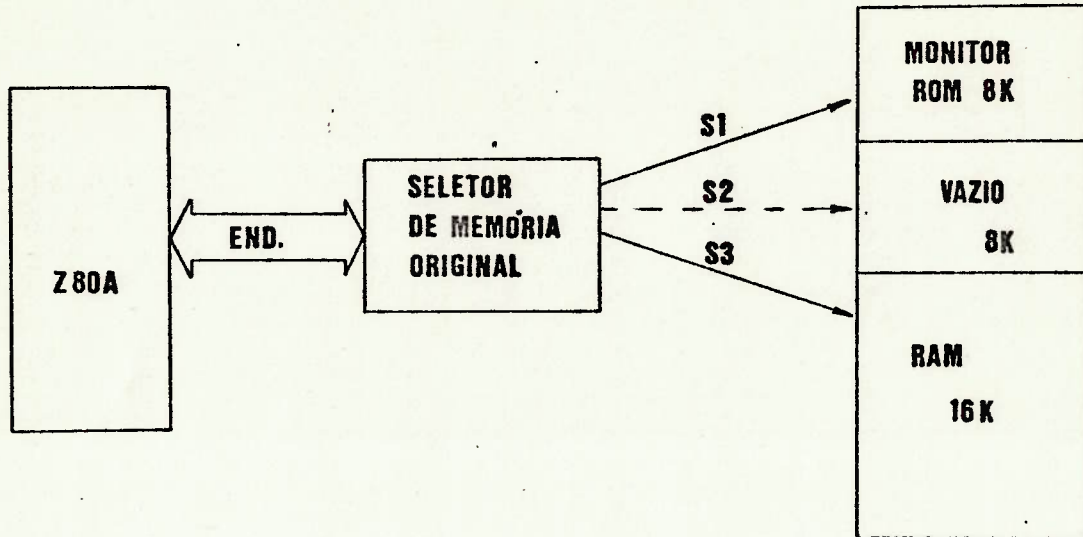 Z80A
END.
SELETOR
DE MEMÓRIA
ORIGINAL
S1
S2
S3
MONITOR
ROM 8K
VAZIO
8K
RAM
16K